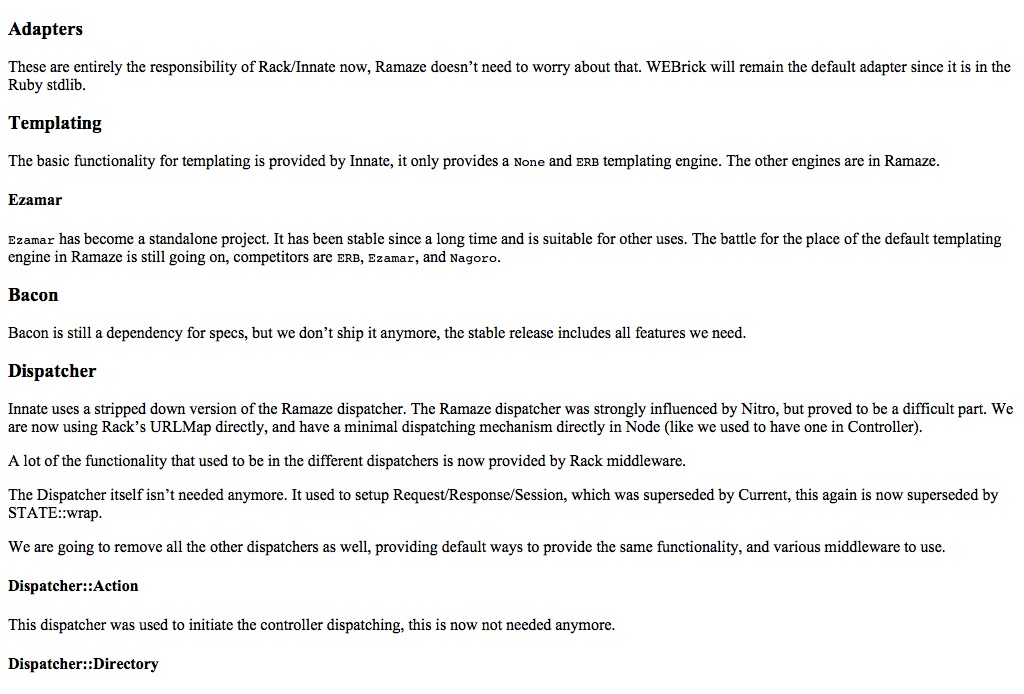 Adapters
These are entirely the responsibility of Rack/Innate now, Ramaze doesn’t need to worry about that. WEBrick will remain the default adapter since it is in the
Ruby stdlib.
Templating
The basic functionality for templating is provided by Innate, it only provides a None and ERB templating engine. The other engines are in Ramaze.
Ezamar
Ezamar has become a standalone project. It has been stable since a long time and is suitable for other uses. The battle for the place of the default templating
engine in Ramaze is still going on, competitors are ERB, Ezamar, and Nagoro.
Bacon
Bacon is still a dependency for specs, but we don’t ship it anymore, the stable release includes all features we need.
Dispatcher
Innate uses a stripped down version of the Ramaze dispatcher. The Ramaze dispatcher was strongly influenced by Nitro, but proved to be a difficult part. We
are now using Rack’s URLMap directly, and have a minimal dispatching mechanism directly in Node (like we used to have one in Controller).
A lot of the functionality that used to be in the different dispatchers is now provided by Rack middleware.
The Dispatcher itself isn’t needed anymore. It used to setup Request/Response/Session, which was superseded by Current, this again is now superseded by
STATE::wrap.
We are going to remove all the other dispatchers as well, providing default ways to provide the same functionality, and various middleware to use.
Dispatcher::Action
This dispatcher was used to initiate the controller dispatching, this is now not needed anymore.
Dispatcher::Directory